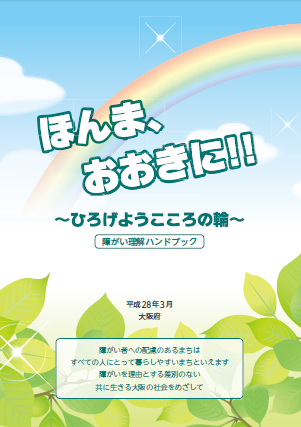 ほんま、
おおきに!!
〜ひろげようこころの輪〜
障がい理解ハンドブック
平成28年3月
大阪府
障がい者への配慮のあるまちは
すべての人にとって暮らしやすいまちといえます
障がいを理由とする差別のない
共に生きる大阪の社会をめざして